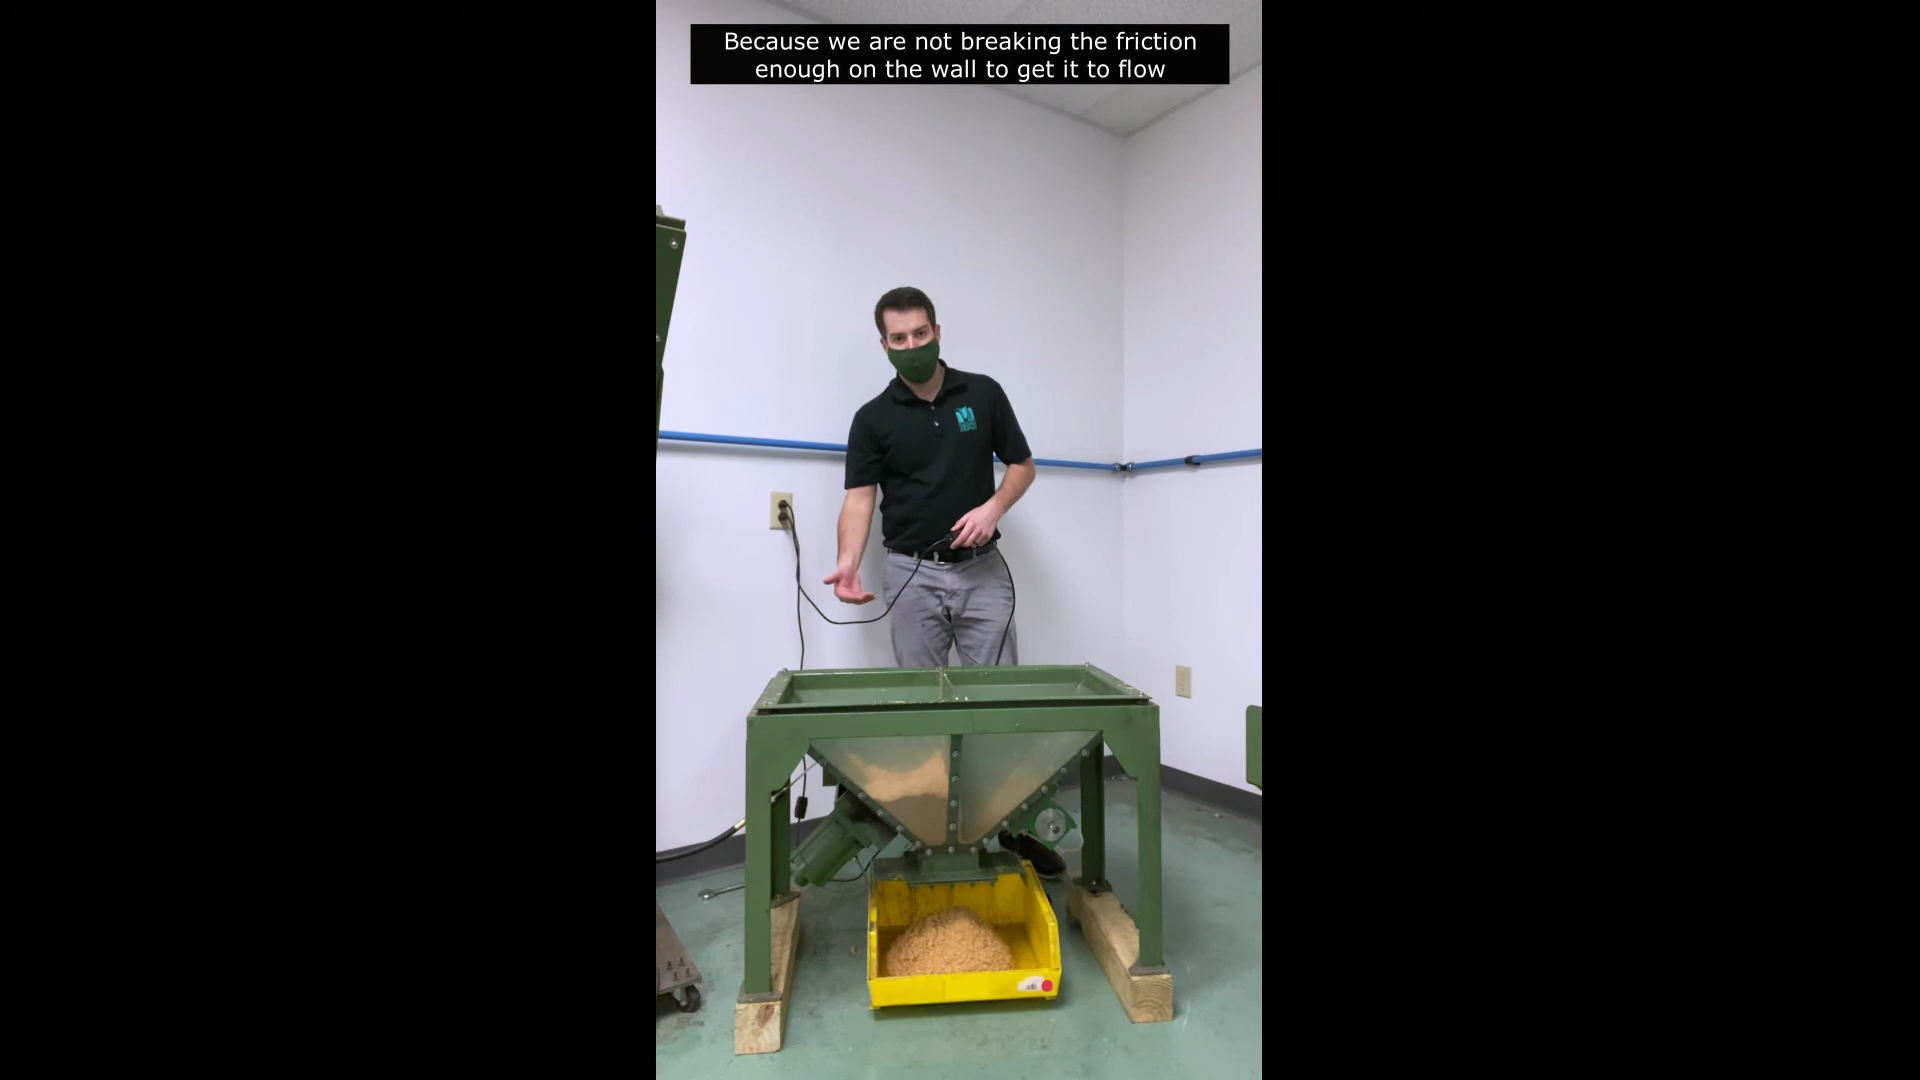 Because we are not breaking the friction
enough on the wall to get it to flow